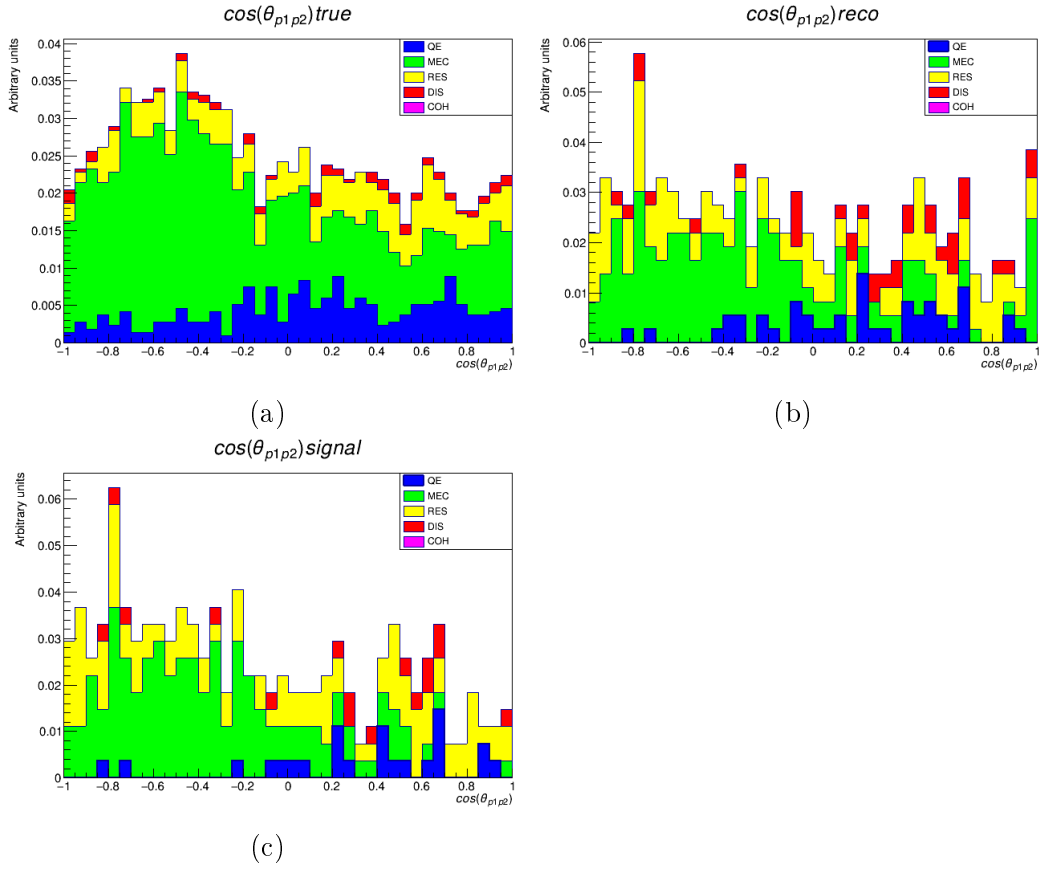 cos(θp1p2)true
Arbitrary units
0.04
0.035
0.03
0.025
0.02
0.015
0.01
0.005
0
QE
MEC
RES
DIS
COH
−1 −0.8 −0.6 −0.4 −0.2 0 0.2 0.4 0.6 0.8 1
cos(θp1p2)
(a)
cos(θp1p2)reco
Arbitrary units
0.06
0.05
0.04
0.03
0.02
0.01
0
QE
MEC
RES
DIS
COH
−1 −0.8 −0.6 −0.4 −0.2 0 0.2 0.4 0.6 0.8 1
cos(θp1p2)
(b)
cos(θp1p2)signal
Arbitrary units
0.06
0.05
0.04
0.03
0.02
0.01
0
QE
MEC
RES
DIS
COH
−1 −0.8 −0.6 −0.4 −0.2 0 0.2 0.4 0.6 0.8 1
cos(θp1p2)
(c)